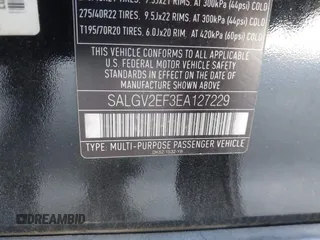 275/40R22 TIRES, 9.5Jx22 RIMS, AT 300kPa (44psi) COLD
T195/70R20 TIRES, 6.0Jx20 RIM, AT 420kPa (60psi) COLD
THIS VEHICLE CONFORMS TO ALL APPLICABLE
U.S. FEDERAL MOTOR VEHICLE SAFETY
STANDARDS IN EFFECT ON THE DATE OF
MANUFACTURE SHOWN ABOVE.
SALGV2EF3EA127229
TYPE: MULTI-PURPOSE PASSENGER VEHICLE
DREAMBID